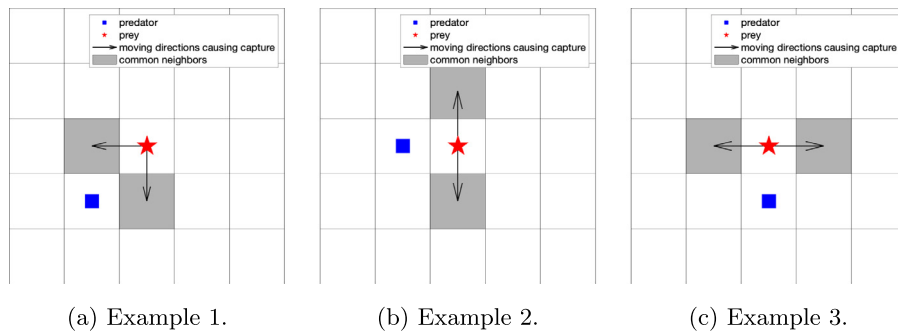 predator
prey
moving directions causing capture
common neighbors
predator
prey
moving directions causing capture
common neighbors
predator
prey
moving directions causing capture
common neighbors
(a) Example 1.
(b) Example 2.
(c) Example 3.